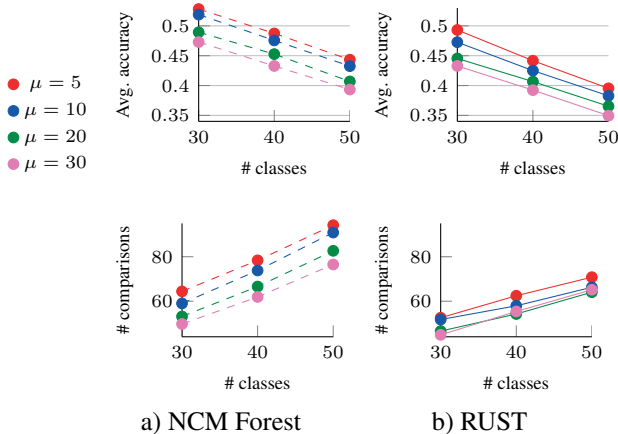 μ = 5
μ = 10
μ = 20
μ = 30
Avg. accuracy
0.5
0.45
0.4
0.35
30 40 50
# classes
Avg. accuracy
0.5
0.45
0.4
0.35
30 40 50
# classes
# comparisons
80
60
30 40 50
# classes
# comparisons
80
60
30 40 50
# classes
a) NCM Forest
b) RUST